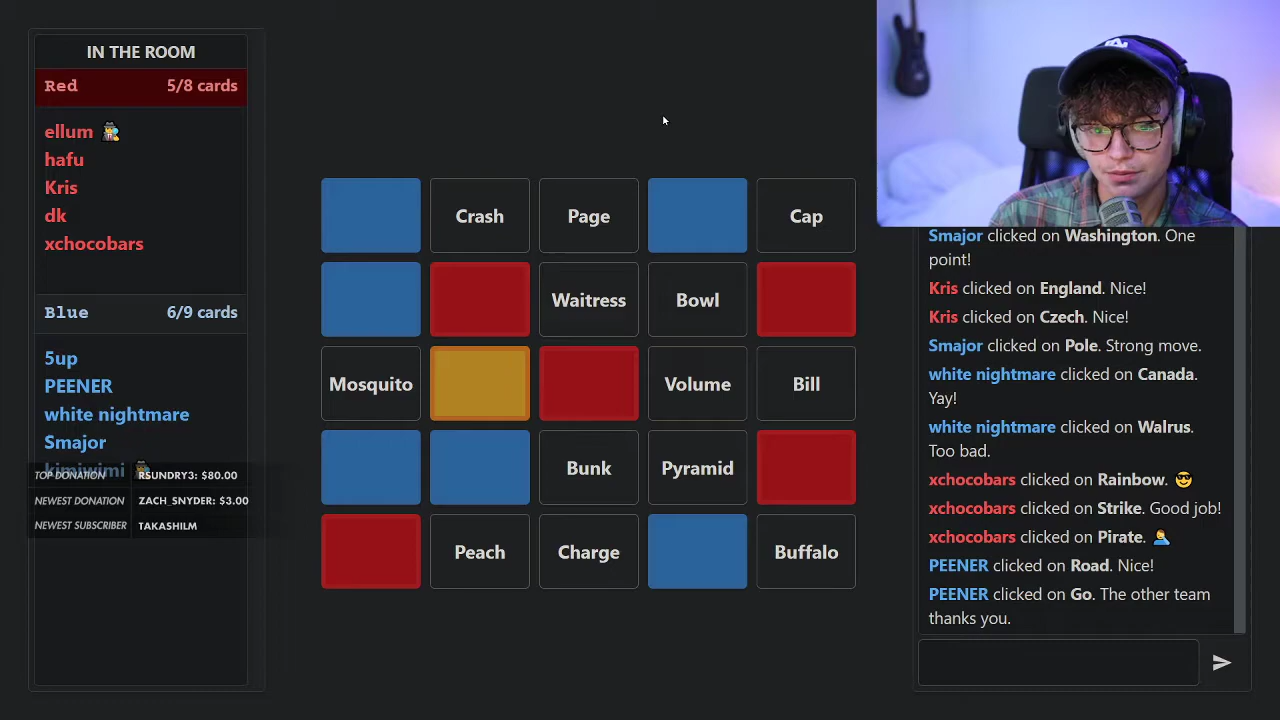 IN THE ROOM
Red 5/8 cards
ellum
hafu
Kris
dk
xchocobars
Blue 6/9 cards
5up
PEENER
white nightmare
Smajor
kimiwimi
TOP DONATION RSUNDRY3: $80.00
NEWEST DONATION ZACH_SNYDER: $3.00
NEWEST SUBSCRIBER TAKASHILM
Crash Page Cap
Waitress Bowl
Mosquito Volume Bill
Bunk Pyramid
Peach Charge Buffalo
Smajor clicked on Washington. One
point!
Kris clicked on England. Nice!
Kris clicked on Czech. Nice!
Smajor clicked on Pole. Strong move.
white nightmare clicked on Canada.
Yay!
white nightmare clicked on Walrus.
Too bad.
xchocobars clicked on Rainbow. 😎
xchocobars clicked on Strike. Good job!
xchocobars clicked on Pirate. 🤦‍♂️
PEENER clicked on Road. Nice!
PEENER clicked on Go. The other team
thanks you.